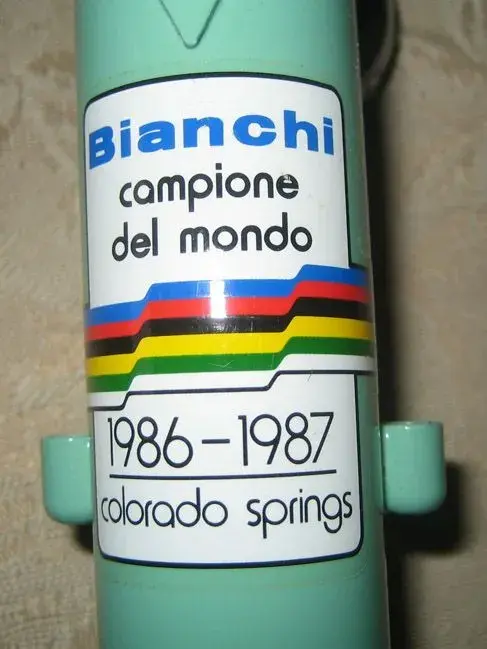 Bianchi
campione
del mondo
1986-1987
colorado springs